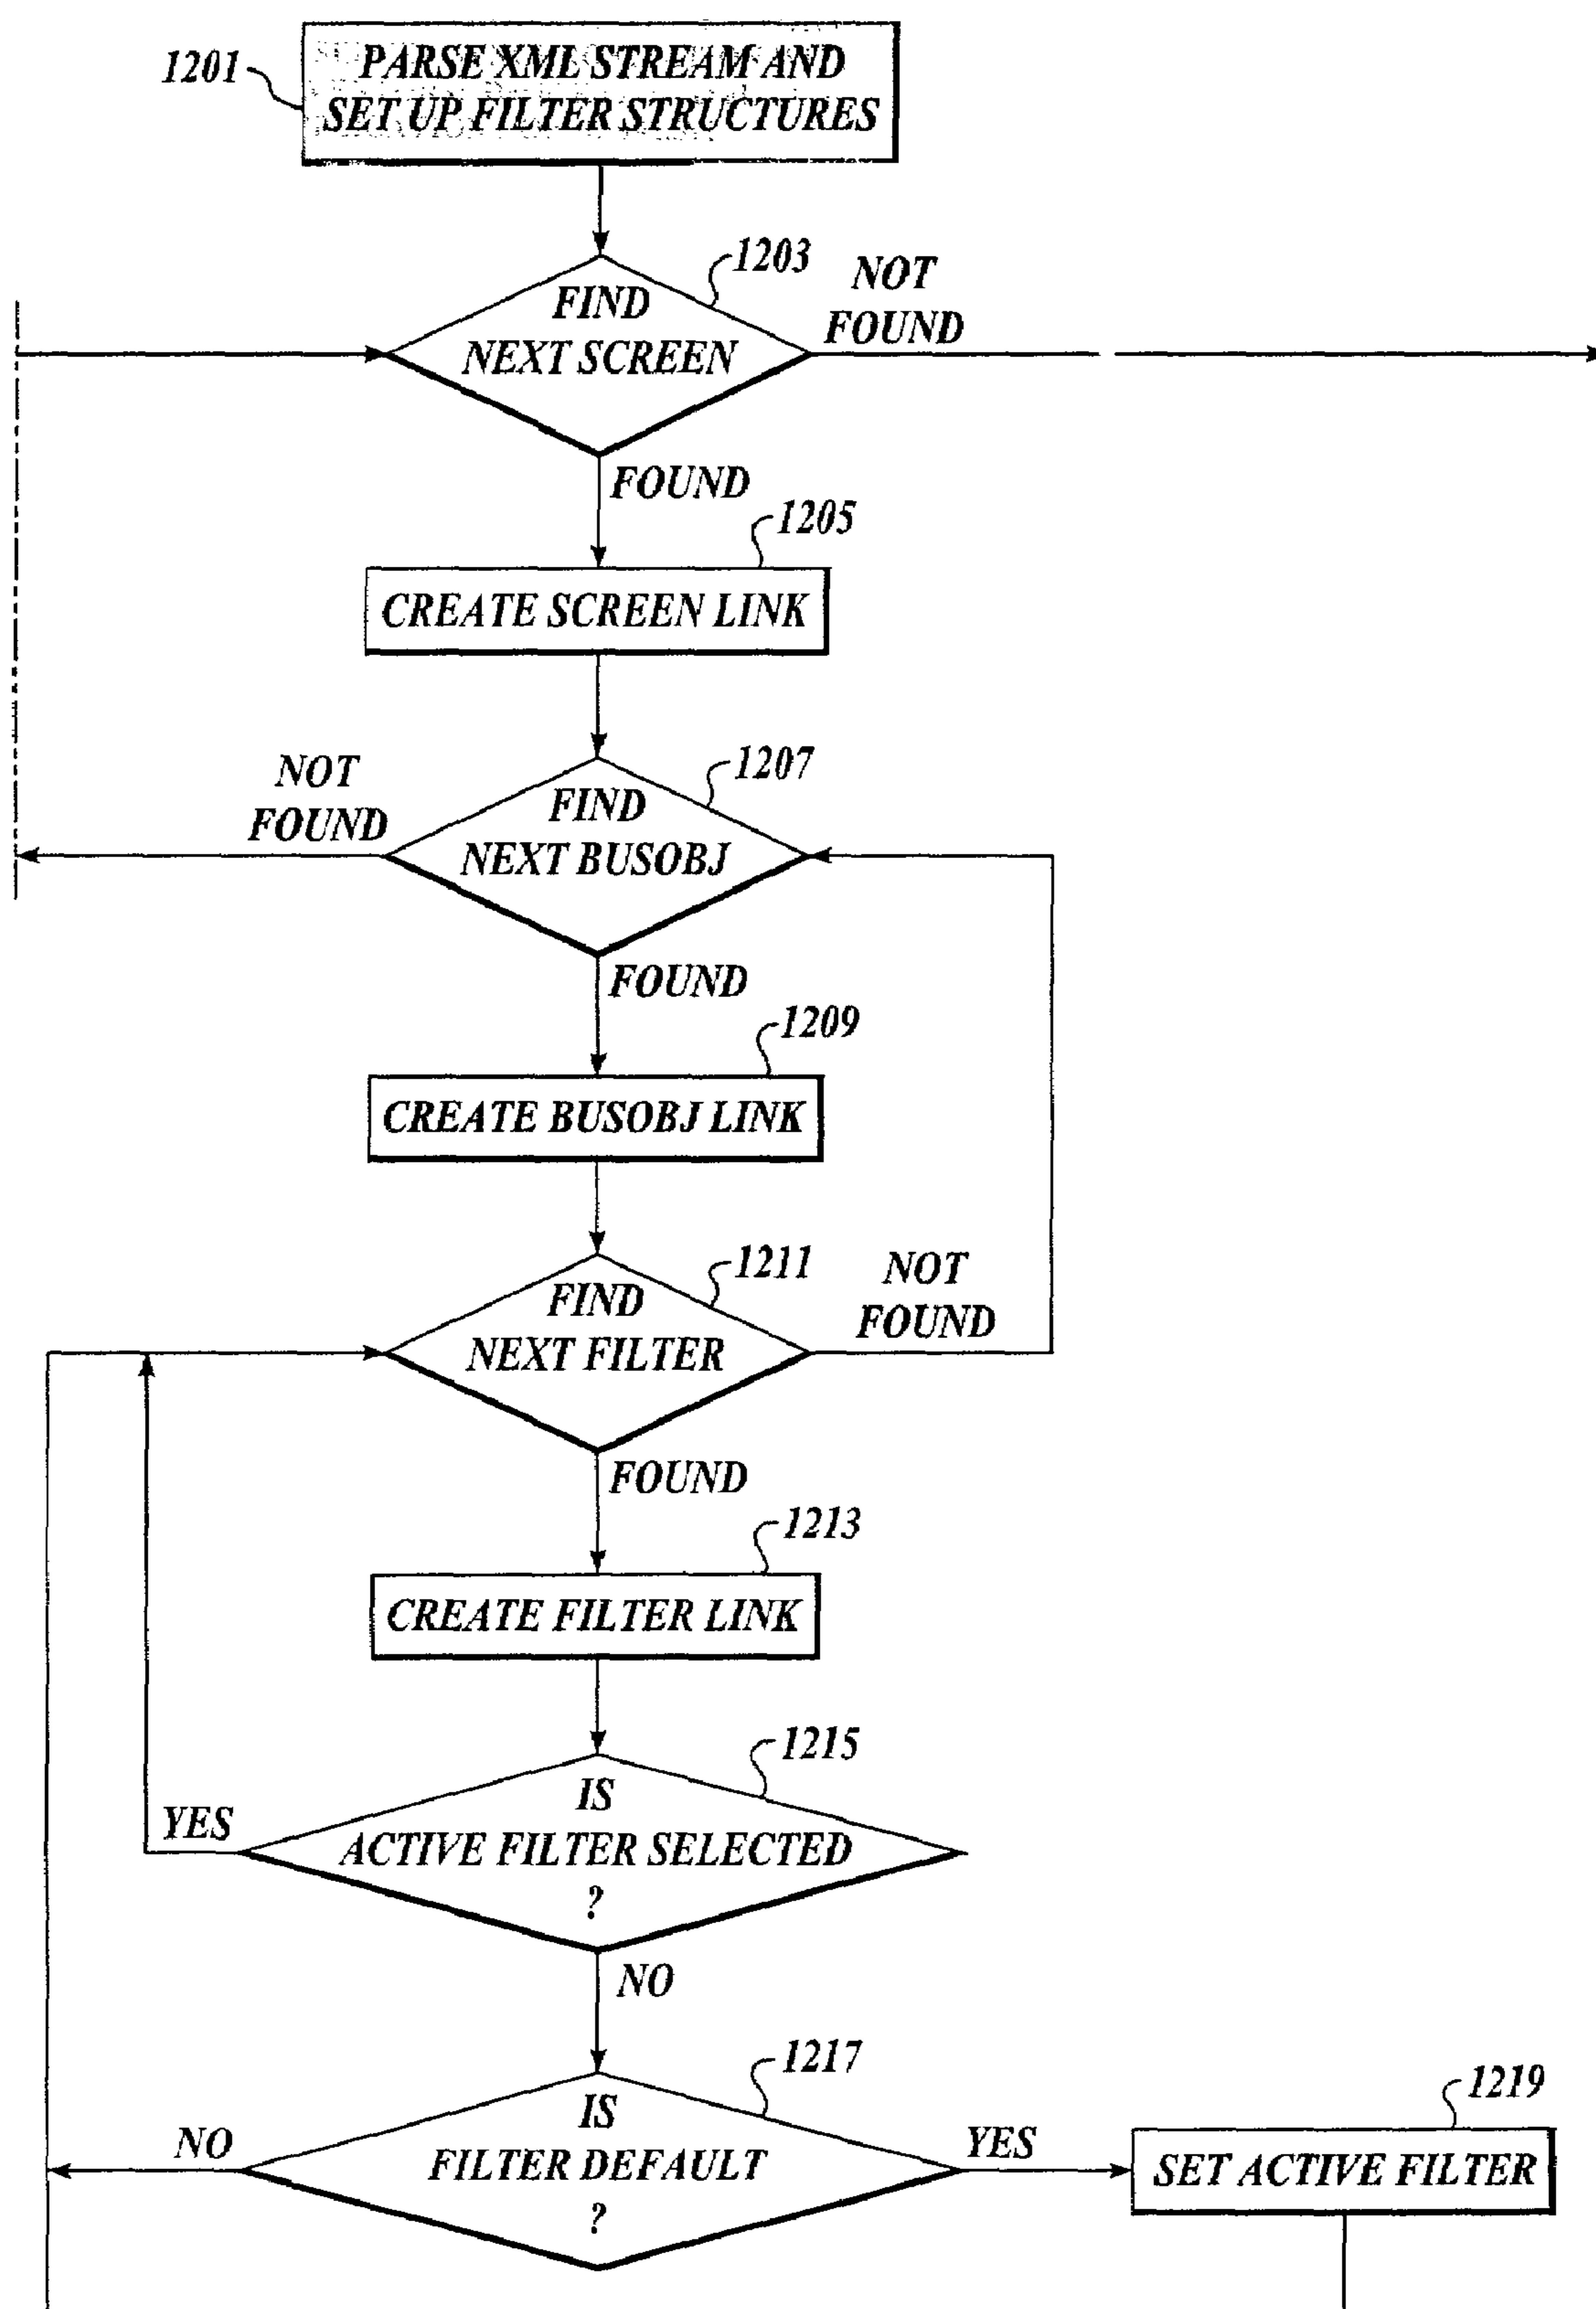 1201
PARSE XML STREAM AND
SET UP FILTER STRUCTURES
1203
FIND
NEXT SCREEN
NOT
FOUND
FOUND
1205
CREATE SCREEN LINK
1207
NOT
FOUND
FIND
NEXT BUSOBJ
FOUND
1209
CREATE BUSOBJ LINK
1211
FIND
NEXT FILTER
NOT
FOUND
FOUND
1213
CREATE FILTER LINK
1215
IS
ACTIVE FILTER SELECTED
?
YES
NO
1217
IS
FILTER DEFAULT
?
NO
YES
1219
SET ACTIVE FILTER